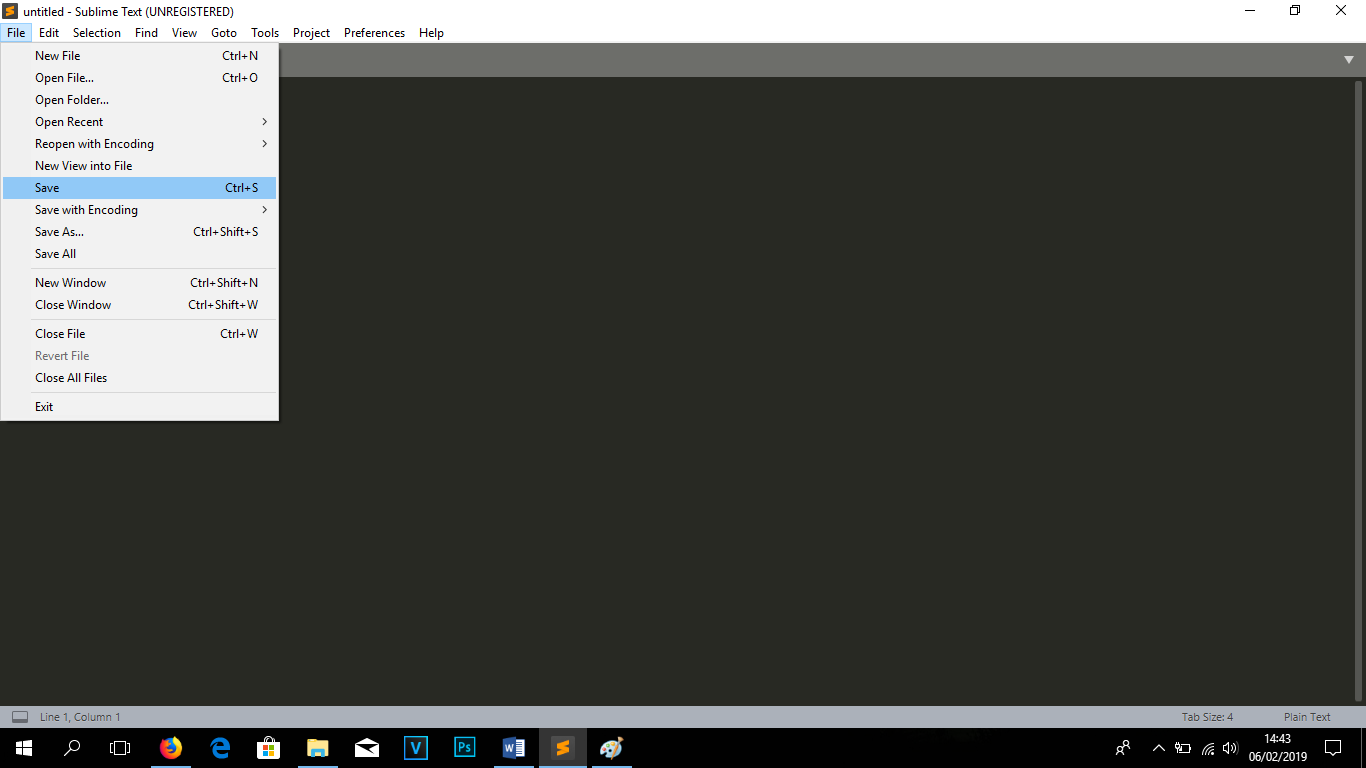 untitled - Sublime Text (UNREGISTERED)
File Edit Selection Find View Goto Tools Project Preferences Help
New File Ctrl+N
Open File... Ctrl+O
Open Folder...
Open Recent
Reopen with Encoding
New View into File
Save Ctrl+S
Save with Encoding
Save As... Ctrl+Shift+S
Save All
New Window Ctrl+Shift+N
Close Window Ctrl+Shift+W
Close File Ctrl+W
Revert File
Close All Files
Exit
Line 1, Column 1 Tab Size: 4 Plain Text
V Ps W 14:43
06/02/2019